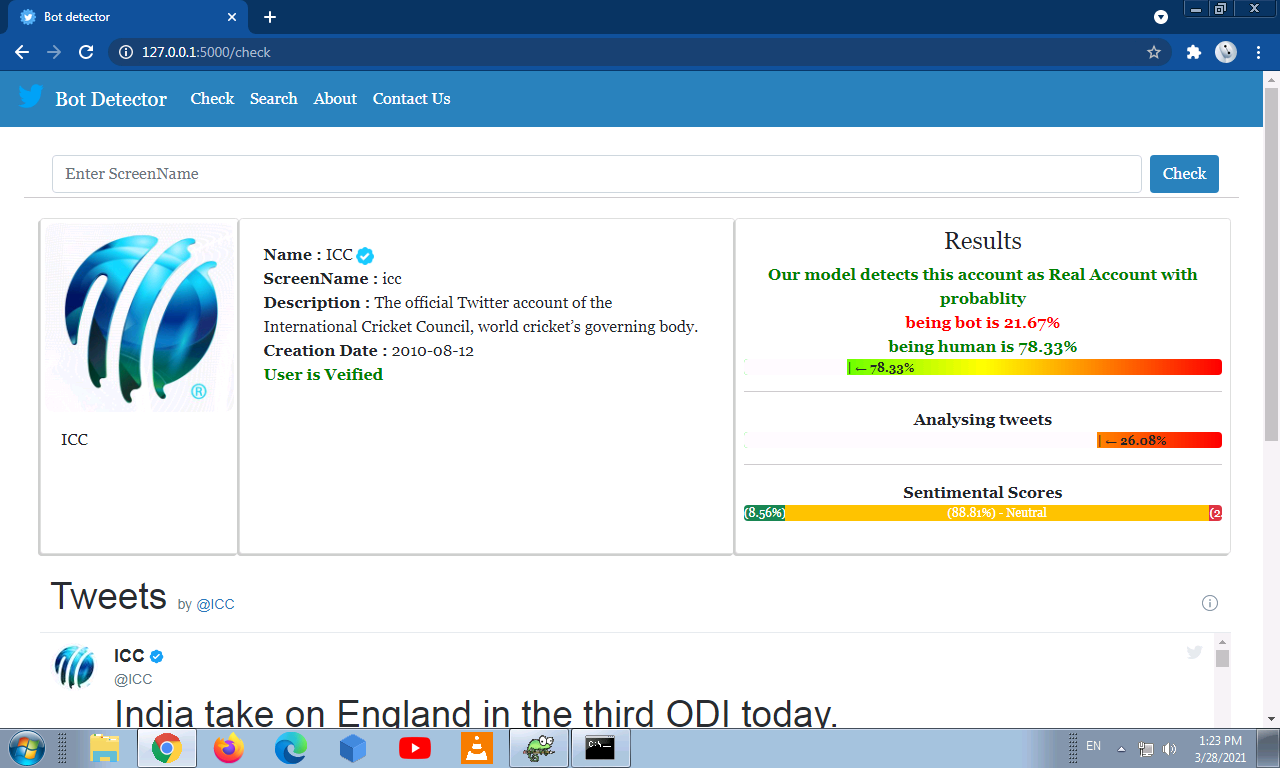 Bot detector
127.0.0.1:5000/check
Bot Detector Check Search About Contact Us
Enter ScreenName Check
®
ICC
Name : ICC
ScreenName : icc
Description : The official Twitter account of the
International Cricket Council, world cricket's governing body.
Creation Date : 2010-08-12
User is Veified
Results
Our model detects this account as Real Account with
probablity
being bot is 21.67%
being human is 78.33%
|←78.33%
Analysing tweets
|←26.08%
Sentimental Scores
(8.56%) (88.81%) - Neutral (2
Tweets by @ICC
ICC
@ICC
India take on England in the third ODI today.
C:\
EN
1:23 PM
3/28/2021